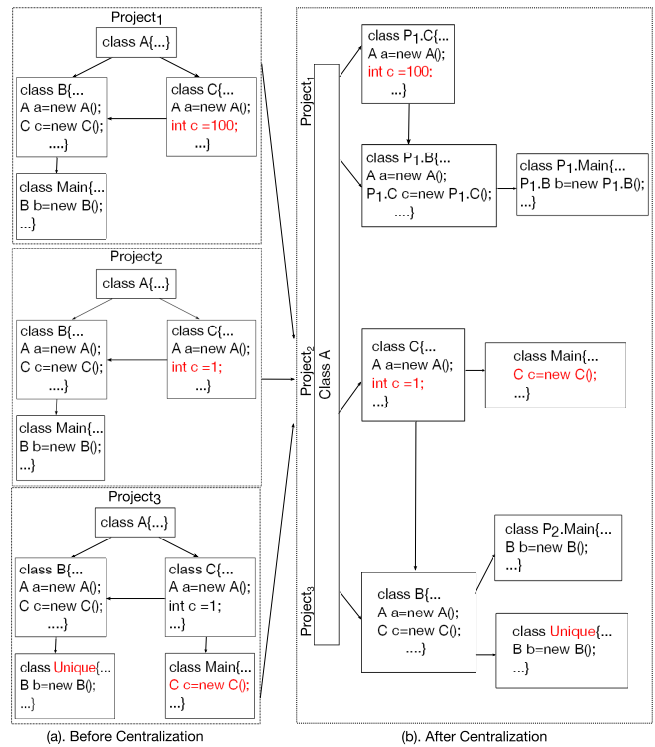 Project1
class A{...}
class B{...
A a=new A();
C c=new C();
....}
class C{...
A a=new A();
int c =100;
...}
class Main{...
B b=new B();
...}
Project2
class A{...}
class B{...
A a=new A();
C c=new C();
....}
class C{...
A a=new A();
int c =1;
...}
class Main{...
B b=new B();
...}
Project3
class A{...}
class B{...
A a=new A();
C c=new C();
....}
class C{...
A a=new A();
int c =1;
...}
class Unique{...
B b=new B();
...}
class Main{...
C c=new C();
...}
(a). Before Centralization
Project1
Project2
Project3
Class A
class P1.C{...
A a=new A();
int c =100;
...}
class P1.B{...
A a=new A();
P1.C c=new P1.C();
....}
class P1.Main{...
P1.B b=new P1.B();
...}
class C{...
A a=new A();
int c =1;
...}
class Main{...
C c=new C();
...}
class P2.Main{...
B b=new B();
...}
class B{...
A a=new A();
C c=new C();
....}
class Unique{...
B b=new B();
...}
(b). After Centralization